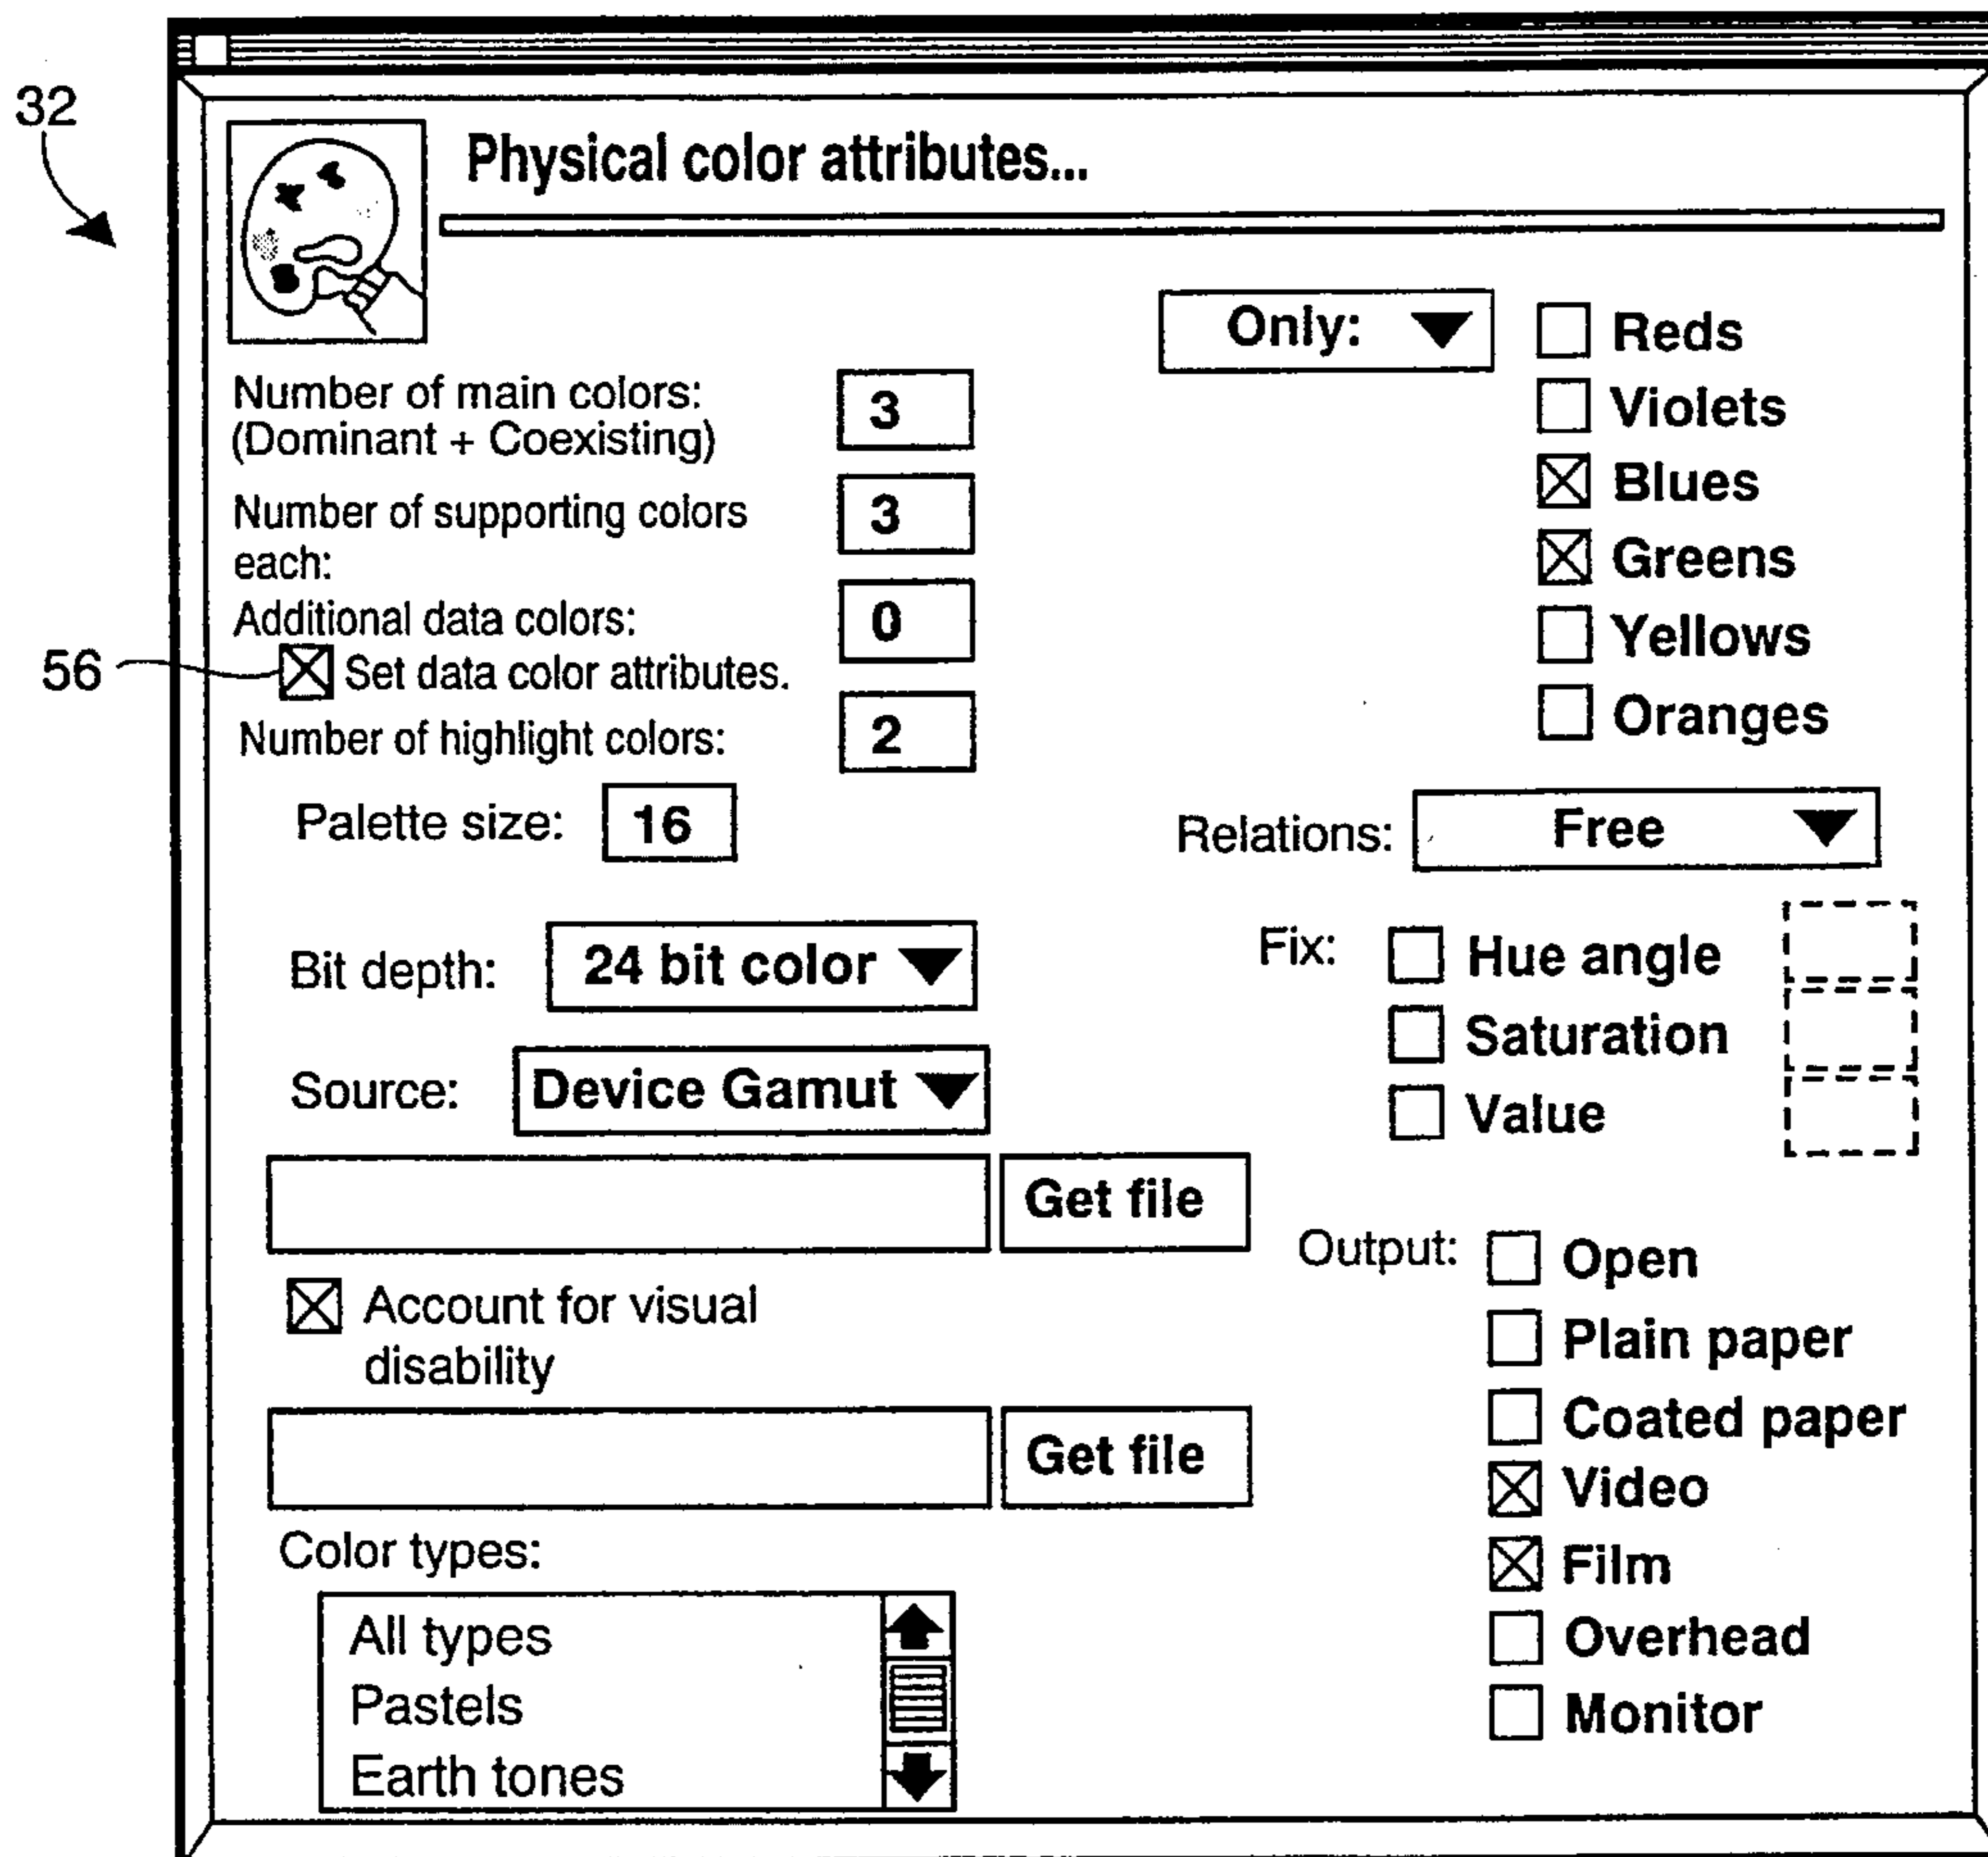 32
Physical color attributes...
Number of main colors:
(Dominant + Coexisting)
3
Number of supporting colors
each:
3
Additional data colors:
0
56
Set data color attributes.
Number of highlight colors:
2
Palette size:
16
Bit depth:
24 bit color
Source:
Device Gamut
Get file
Account for visual
disability
Get file
Color types:
All types
Pastels
Earth tones
Only:
Reds
Violets
Blues
Greens
Yellows
Oranges
Relations:
Free
Fix:
Hue angle
Saturation
Value
Output:
Open
Plain paper
Coated paper
Video
Film
Overhead
Monitor